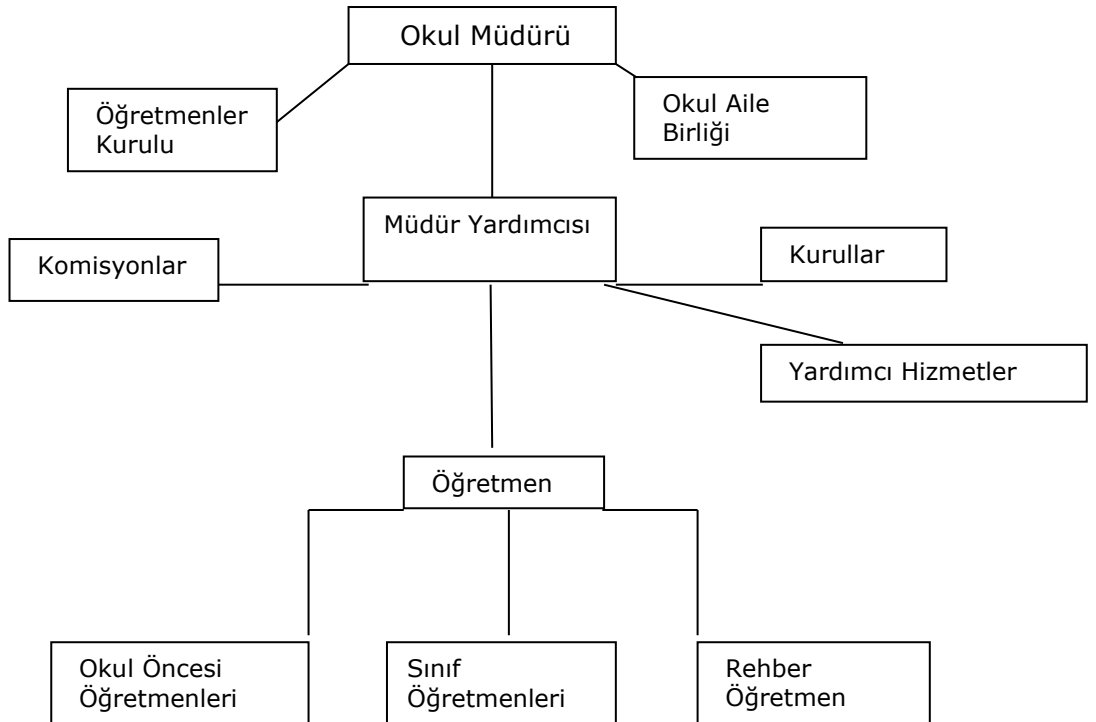 Okul Müdürü
Öğretmenler
Kurulu
Okul Aile
Birliği
Müdür Yardımcısı
Komisyonlar
Kurullar
Yardımcı Hizmetler
Öğretmen
Okul Öncesi
Öğretmenleri
Sınıf
Öğretmenleri
Rehber
Öğretmen